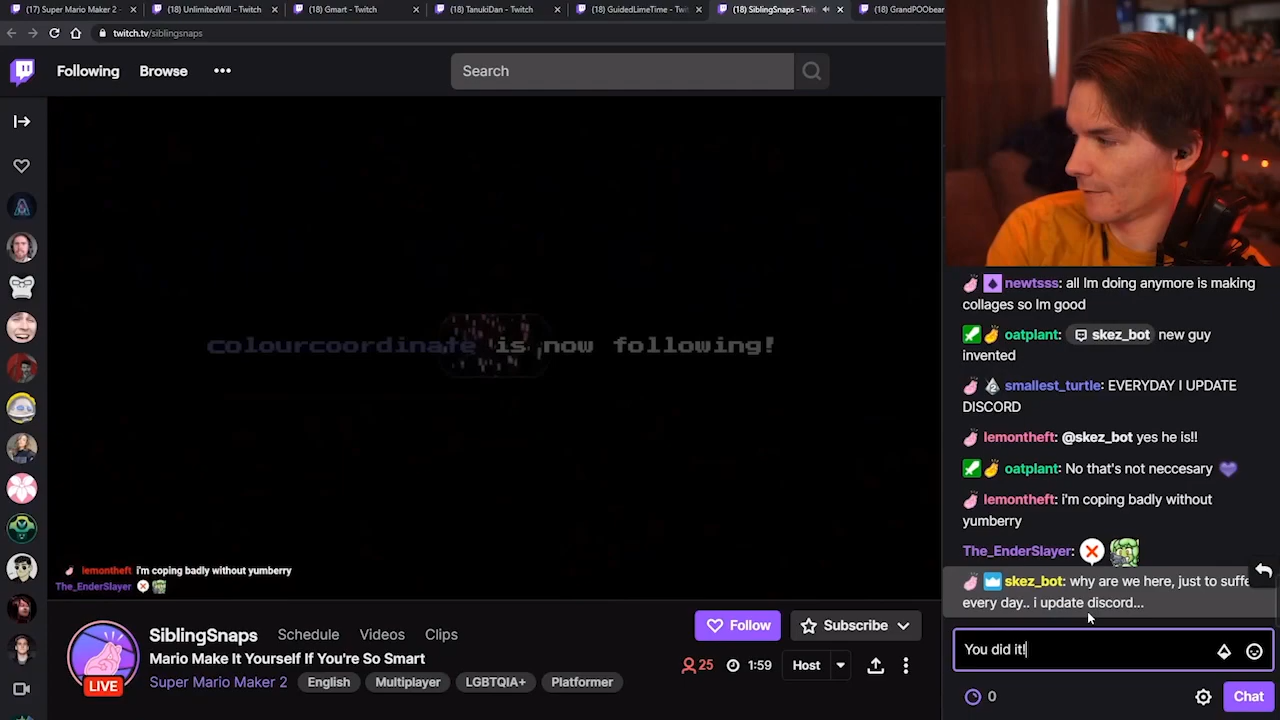 (17) Super Mario Maker 2 -
(18) UnlimitedWill - Twitch
(18) Gmart - Twitch
(18) TanukiDan - Twitch
(18) GuidedLimeTime - Twitc
(18) SiblingSnaps - Twit
(18) GrandPOObear
twitch.tv/siblingsnaps
Following Browse Search
colourcoordinate is now following!
lemontheft i'm coping badly without yumberry
The_EnderSlayer
newtsss: all Im doing anymore is making
collages so Im good
oatplant: skez_bot new guy
invented
smallest_turtle: EVERYDAY I UPDATE
DISCORD
lemontheft: @skez_bot yes he is!!
oatplant: No that's not neccesary
lemontheft: i'm coping badly without
yumberry
The_EnderSlayer:
skez_bot: why are we here, just to suffe
every day.. i update discord...
You did it!
0 Chat
SiblingSnaps Schedule Videos Clips
Follow Subscribe
Mario Make It Yourself If You're So Smart
Super Mario Maker 2 English Multiplayer LGBTQIA+ Platformer
25 1:59 Host
LIVE